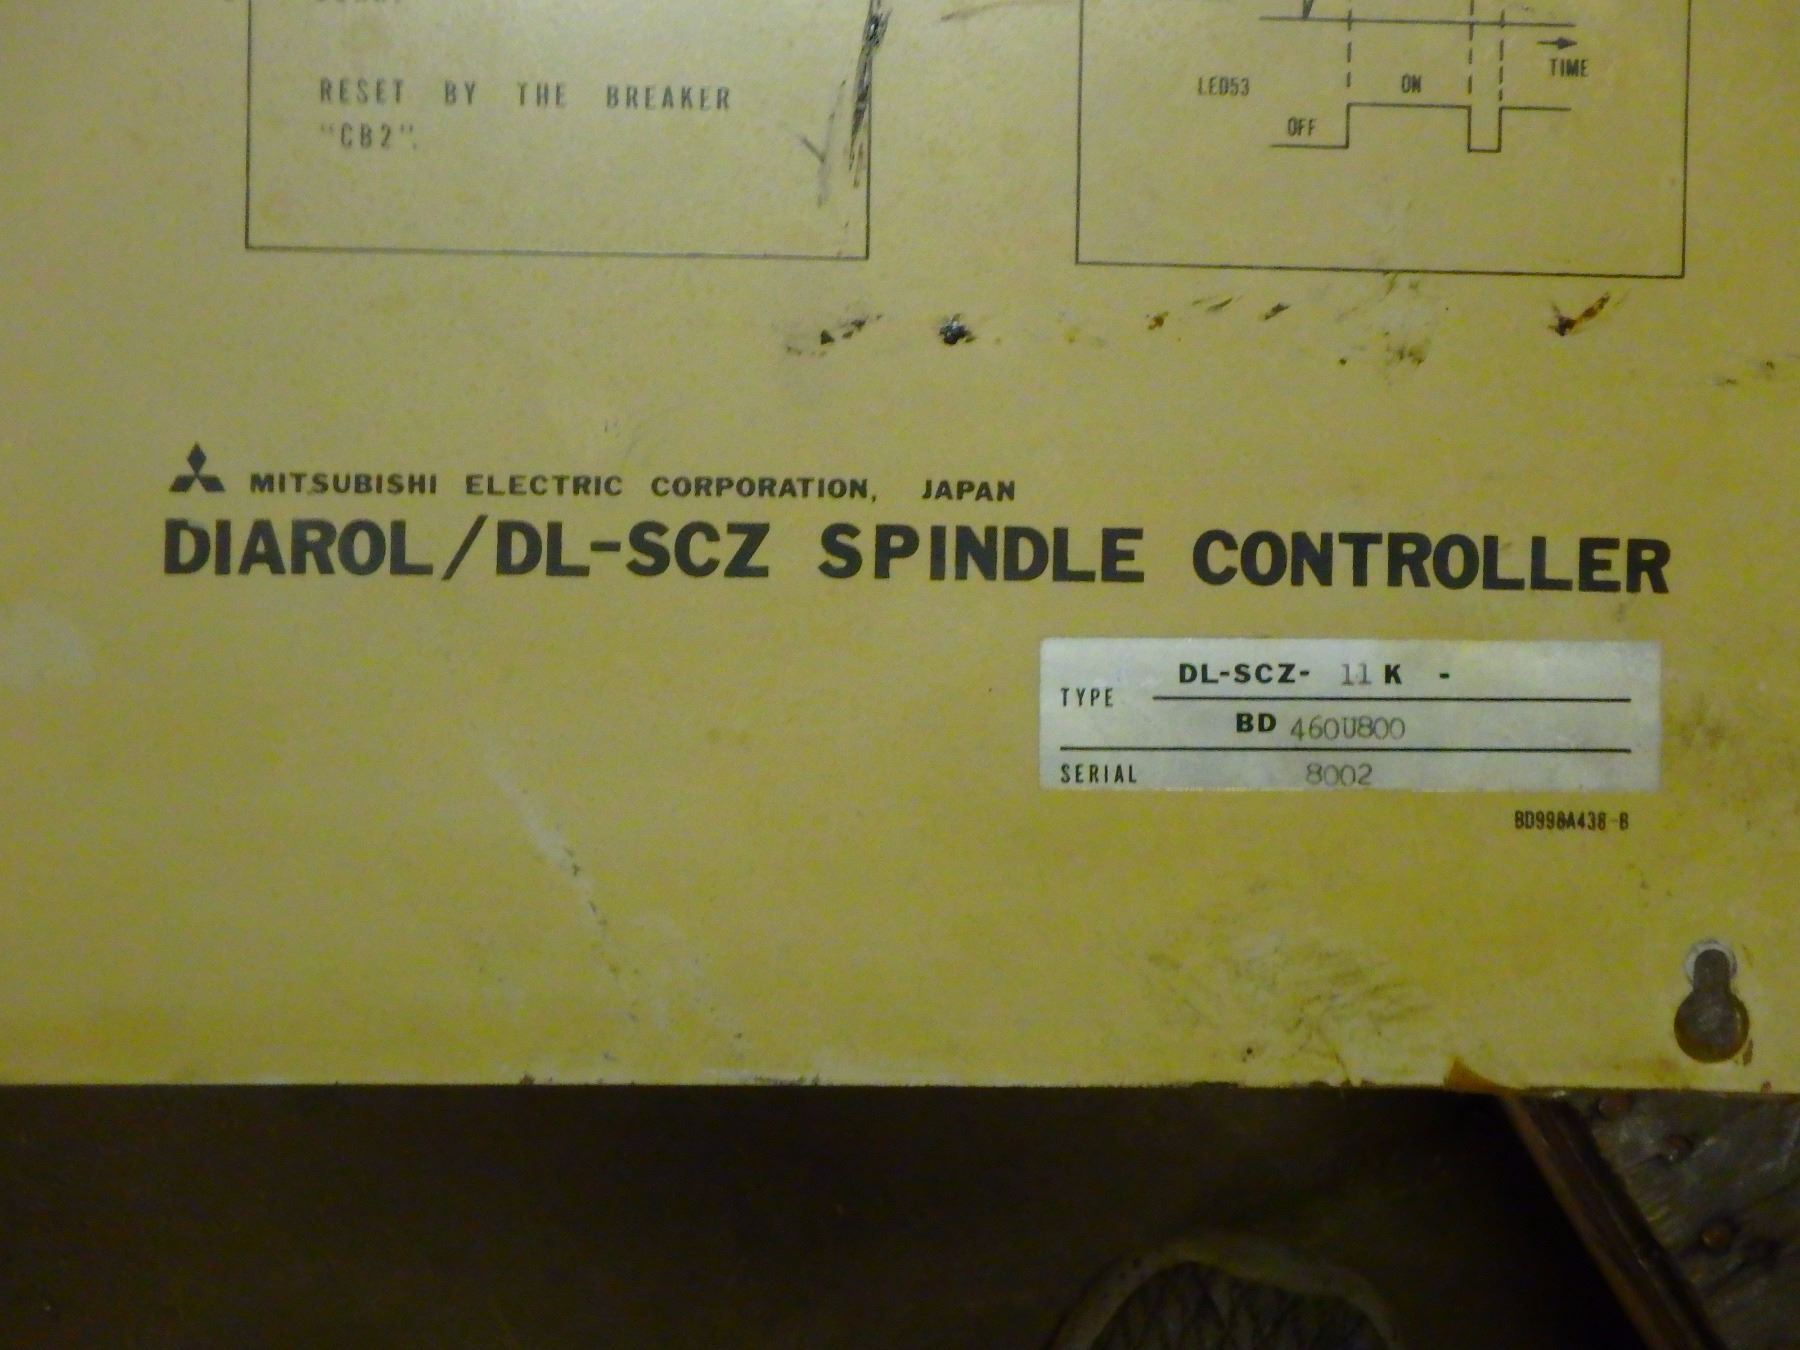 RESET BY THE BREAKER
"CB2".
TIME
LED53
ON
OFF
MITSUBISHI ELECTRIC CORPORATION, JAPAN
DIAROL/DL-SCZ SPINDLE CONTROLLER
TYPE
DL-SCZ- 11 K -
BD 460U800
SERIAL 8002
BD998A438-B